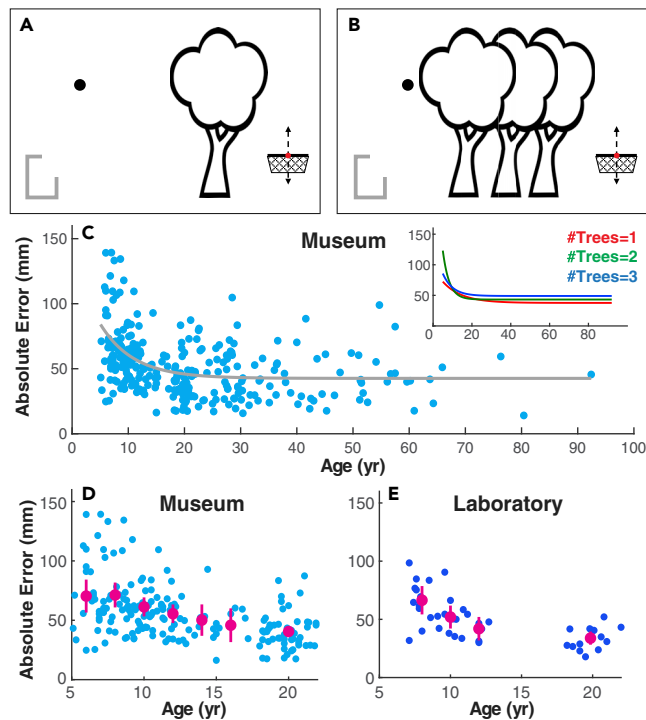 A
B
C
Museum
Absolute Error (mm)
150
100
50
0
0 10 20 30 40 50 60 70 80 90 100
Age (yr)
150
100
50
0 20 40 60 80
#Trees=1
#Trees=2
#Trees=3
D
Museum
Absolute Error (mm)
150
100
50
0
5 10 15 20
Age (yr)
E
Laboratory
150
100
50
0
5 10 15 20
Age (yr)